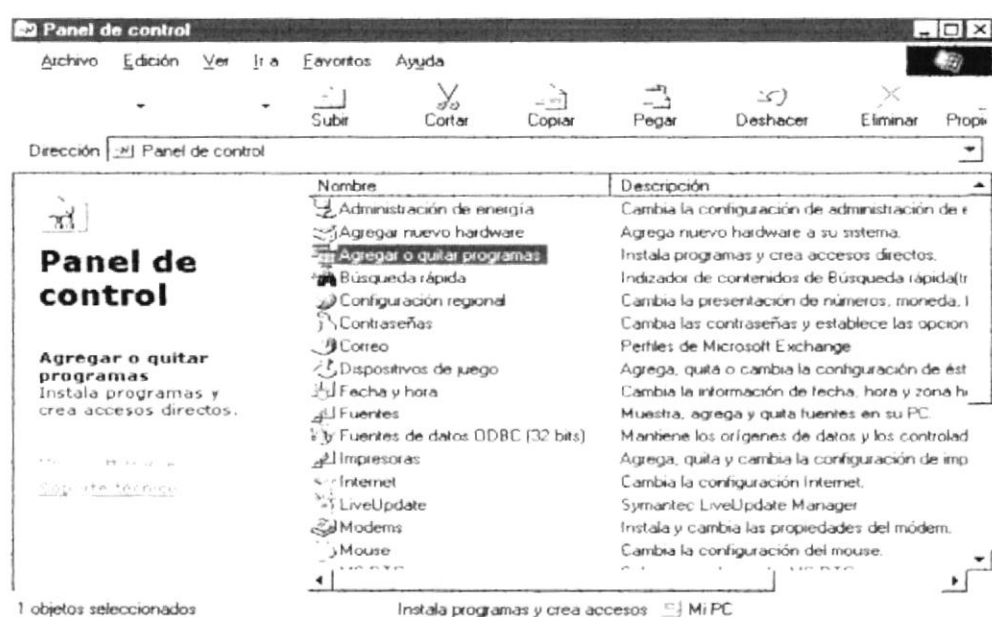 Panel de control
Archivo Edición Ver Ir a Favoritos Ayuda
Subir Cortar Copiar Pegar Deshacer Eliminar Propi
Dirección Panel de control
Nombre Descripción
Administración de energía Cambia la configuración de administración de e
Agregar nuevo hardware Agrega nuevo hardware a su sistema.
Agregar o quitar programas Instala programas y crea accesos directos.
Búsqueda rápida Indizador de contenidos de Búsqueda rápida(tr
Configuración regional Cambia la presentación de números, moneda, f
Contraseñas Cambia las contraseñas y establece las opcion
Correo Perfiles de Microsoft Exchange
Dispositivos de juego Agrega, quita o cambia la configuración de ést
Fecha y hora Cambia la información de fecha, hora y zona h
Fuentes Muestra, agrega y quita fuentes en su PC.
Fuentes de datos ODBC (32 bits) Mantiene los orígenes de datos y los controlad
Impresoras Agrega, quita y cambia la configuración de imp
Internet Cambia la configuración Internet.
LiveUpdate Symantec LiveUpdate Manager
Modems Instala y cambia las propiedades del módem.
Mouse Cambia la configuración del mouse.
Panel de
control
Agregar o quitar
programas
Instala programas y
crea accesos directos.
Soporte técnico
1 objetos seleccionados Instala programas y crea accesos Mi PC